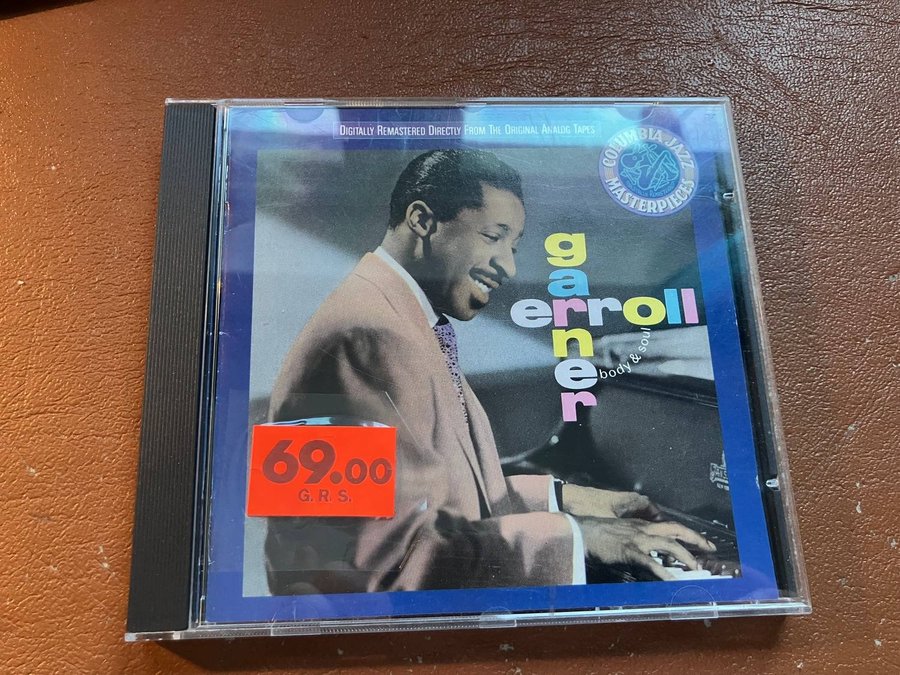 Digitally Remastered Directly From The Original Analog Tapes
COLUMBIA JAZZ
MASTERPIECES
garner
erroll
body & soul
69.00
G. R. S.